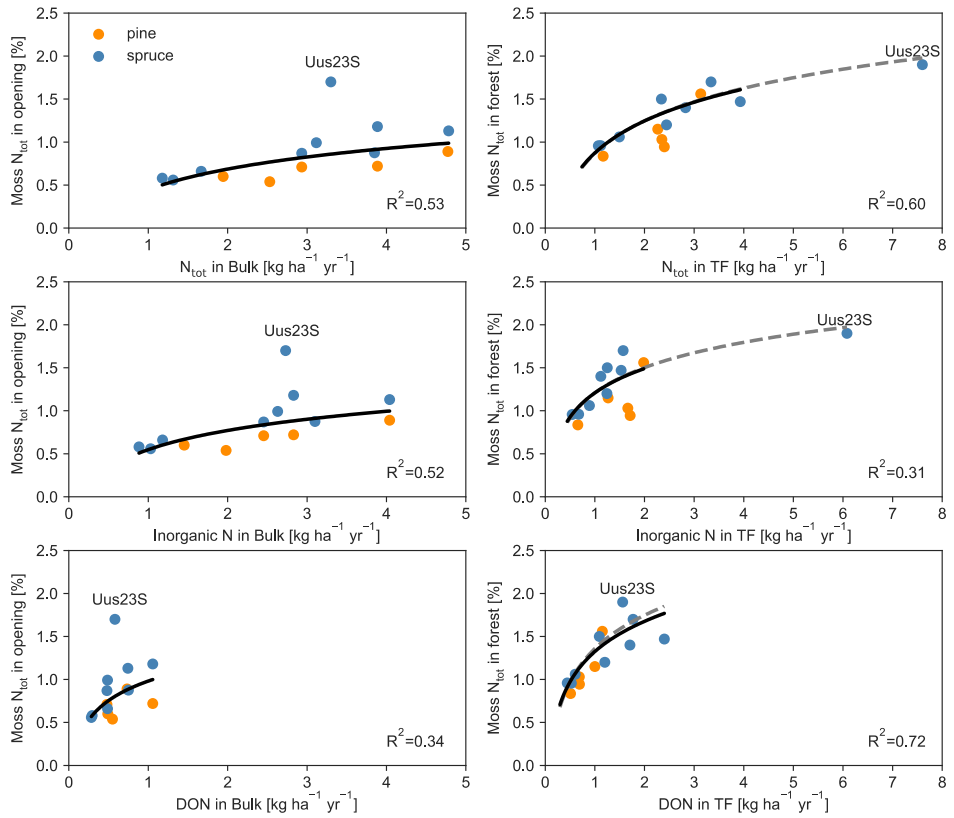 pine
spruce
Uus23S
R²=0.53
Moss Nₜₒₜ in opening [%]
0.0 0.5 1.0 1.5 2.0 2.5
0 1 2 3 4 5
Nₜₒₜ in Bulk [kg ha⁻¹ yr⁻¹]
Uus23S
R²=0.60
Moss Nₜₒₜ in forest [%]
0.0 0.5 1.0 1.5 2.0 2.5
0 1 2 3 4 5 6 7 8
Nₜₒₜ in TF [kg ha⁻¹ yr⁻¹]
Uus23S
R²=0.52
Moss Nₜₒₜ in opening [%]
0.0 0.5 1.0 1.5 2.0 2.5
0 1 2 3 4 5
Inorganic N in Bulk [kg ha⁻¹ yr⁻¹]
Uus23S
R²=0.31
Moss Nₜₒₜ in forest [%]
0.0 0.5 1.0 1.5 2.0 2.5
0 1 2 3 4 5 6 7 8
Inorganic N in TF [kg ha⁻¹ yr⁻¹]
Uus23S
R²=0.34
Moss Nₜₒₜ in opening [%]
0.0 0.5 1.0 1.5 2.0 2.5
0 1 2 3 4 5
DON in Bulk [kg ha⁻¹ yr⁻¹]
Uus23S
R²=0.72
Moss Nₜₒₜ in forest [%]
0.0 0.5 1.0 1.5 2.0 2.5
0 1 2 3 4 5 6 7 8
DON in TF [kg ha⁻¹ yr⁻¹]